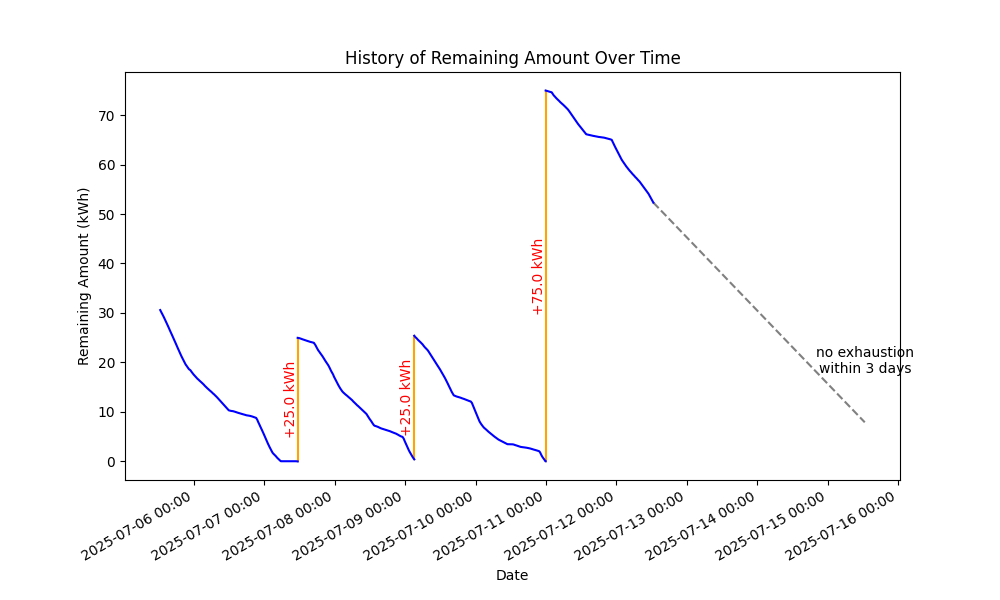 History of Remaining Amount Over Time
Remaining Amount (kWh)
70
60
50
40
30
20
10
0
+25.0 kWh
+25.0 kWh
+75.0 kWh
no exhaustion
within 3 days
2025-07-06 00:00
2025-07-07 00:00
2025-07-08 00:00
2025-07-09 00:00
2025-07-10 00:00
2025-07-11 00:00
2025-07-12 00:00
2025-07-13 00:00
2025-07-14 00:00
2025-07-15 00:00
2025-07-16 00:00
Date